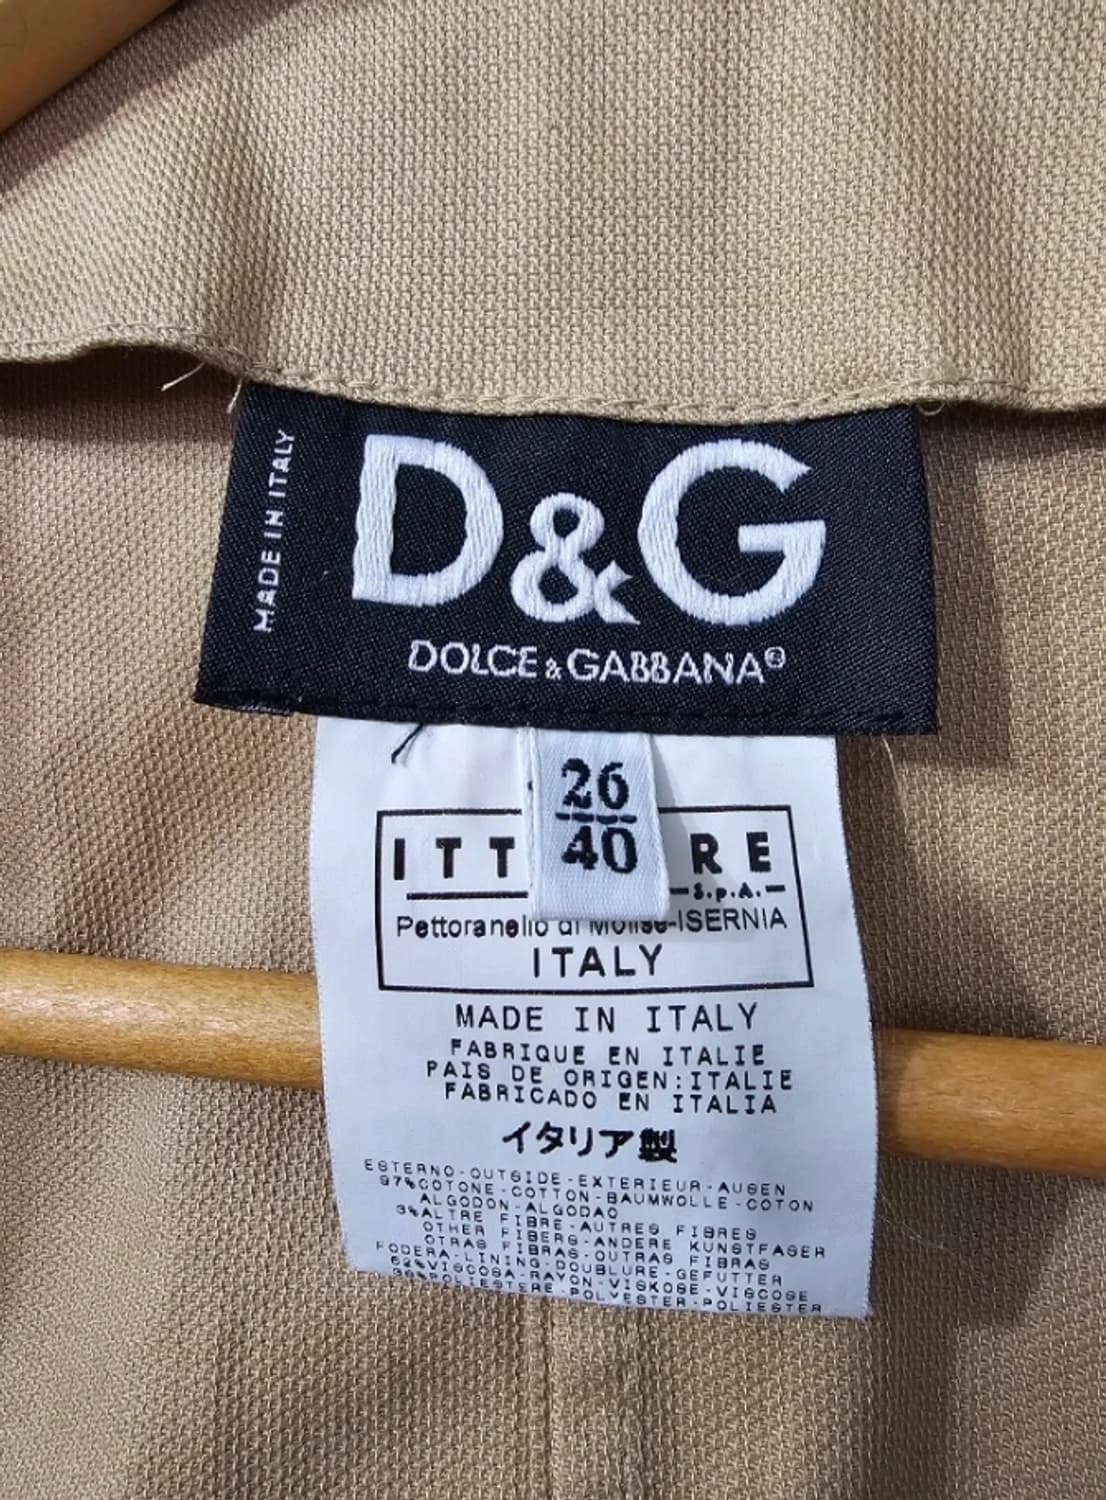 MADE IN ITALY
D&G
DOLCE & GABBANA®
26
40
ITT RE
S.p.A.
Pettoranello di Molise-ISERNIA
ITALY
MADE IN ITALY
FABRIQUE EN ITALIE
PAIS DE ORIGEN:ITALIE
FABRICADO EN ITALIA
イタリア製
ESTERNO-OUTSIDE-EXTERIEUR-AUSEN
97%COTONE-COTTON-BAUMWOLLE-COTON
ALGODON-ALGODAO
3%ALTRE FIBRE-AUTRES FIBRES
OTHER FIBERS-ANDERE KUNSTFASER
OTRAS FIBRAS-OUTRAS FIBRAS
FODERA-LINING-DOUBLURE-GEFUTTER
62%VISCOSA-RAYON-VISKOSE-VISCOSE
38%POLIESTERE-POLYESTER-POLIESTER